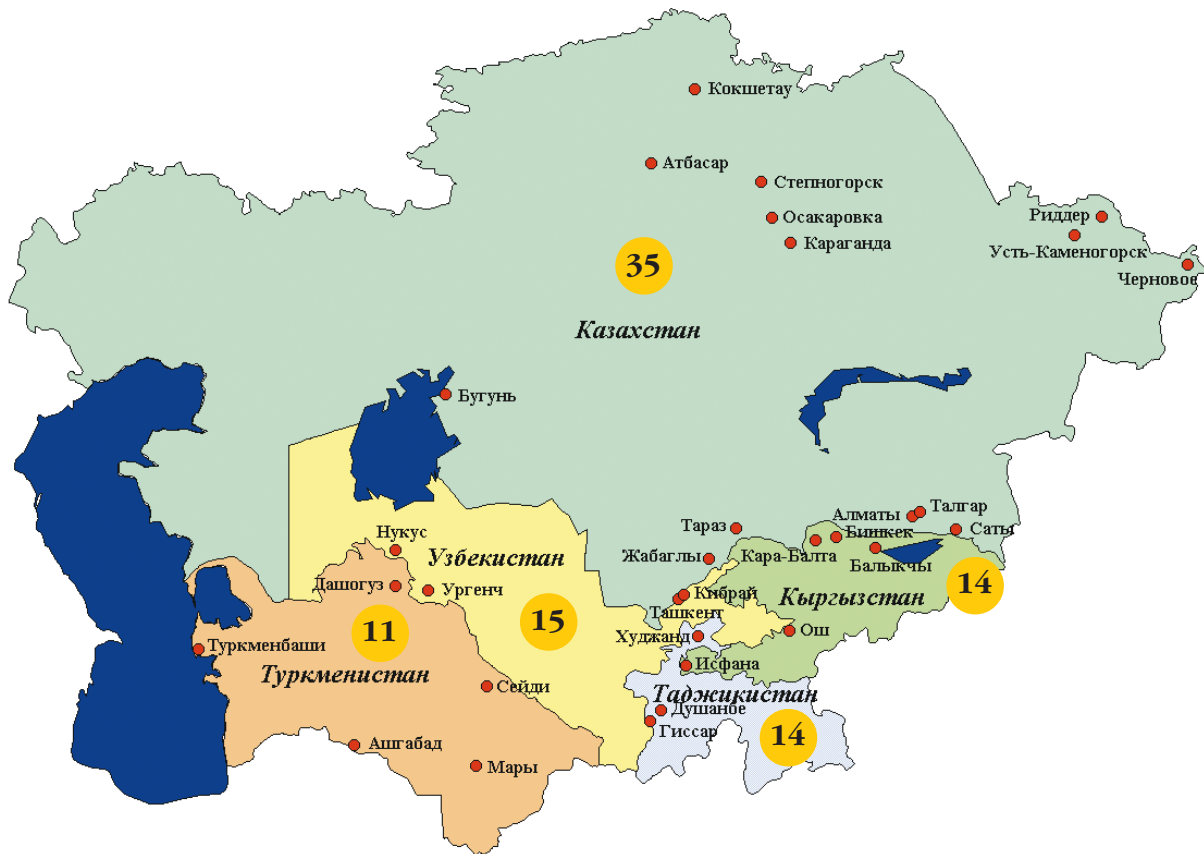 Кокшетау
Атбасар
Степногорск
Риддер
Осакаровка
Караганда
Усть-Каменогорск
35
Черновое
Казахстан
Бугунь
Талгар
Алматы
Тараз
Саты
Бишкек
Нукус
Узбекистан
Жабаглы
Кара-Балта
Балыкчы
Дашогуз
Ургенч
Кибрай
Кыргызстан
14
Ташкент
15
11
Худжанд
Ош
Туркменбаши
Исфана
Туркменистан
Сейди
Таджикистан
Душанбе
Гиссар
14
Ашгабад
Мары